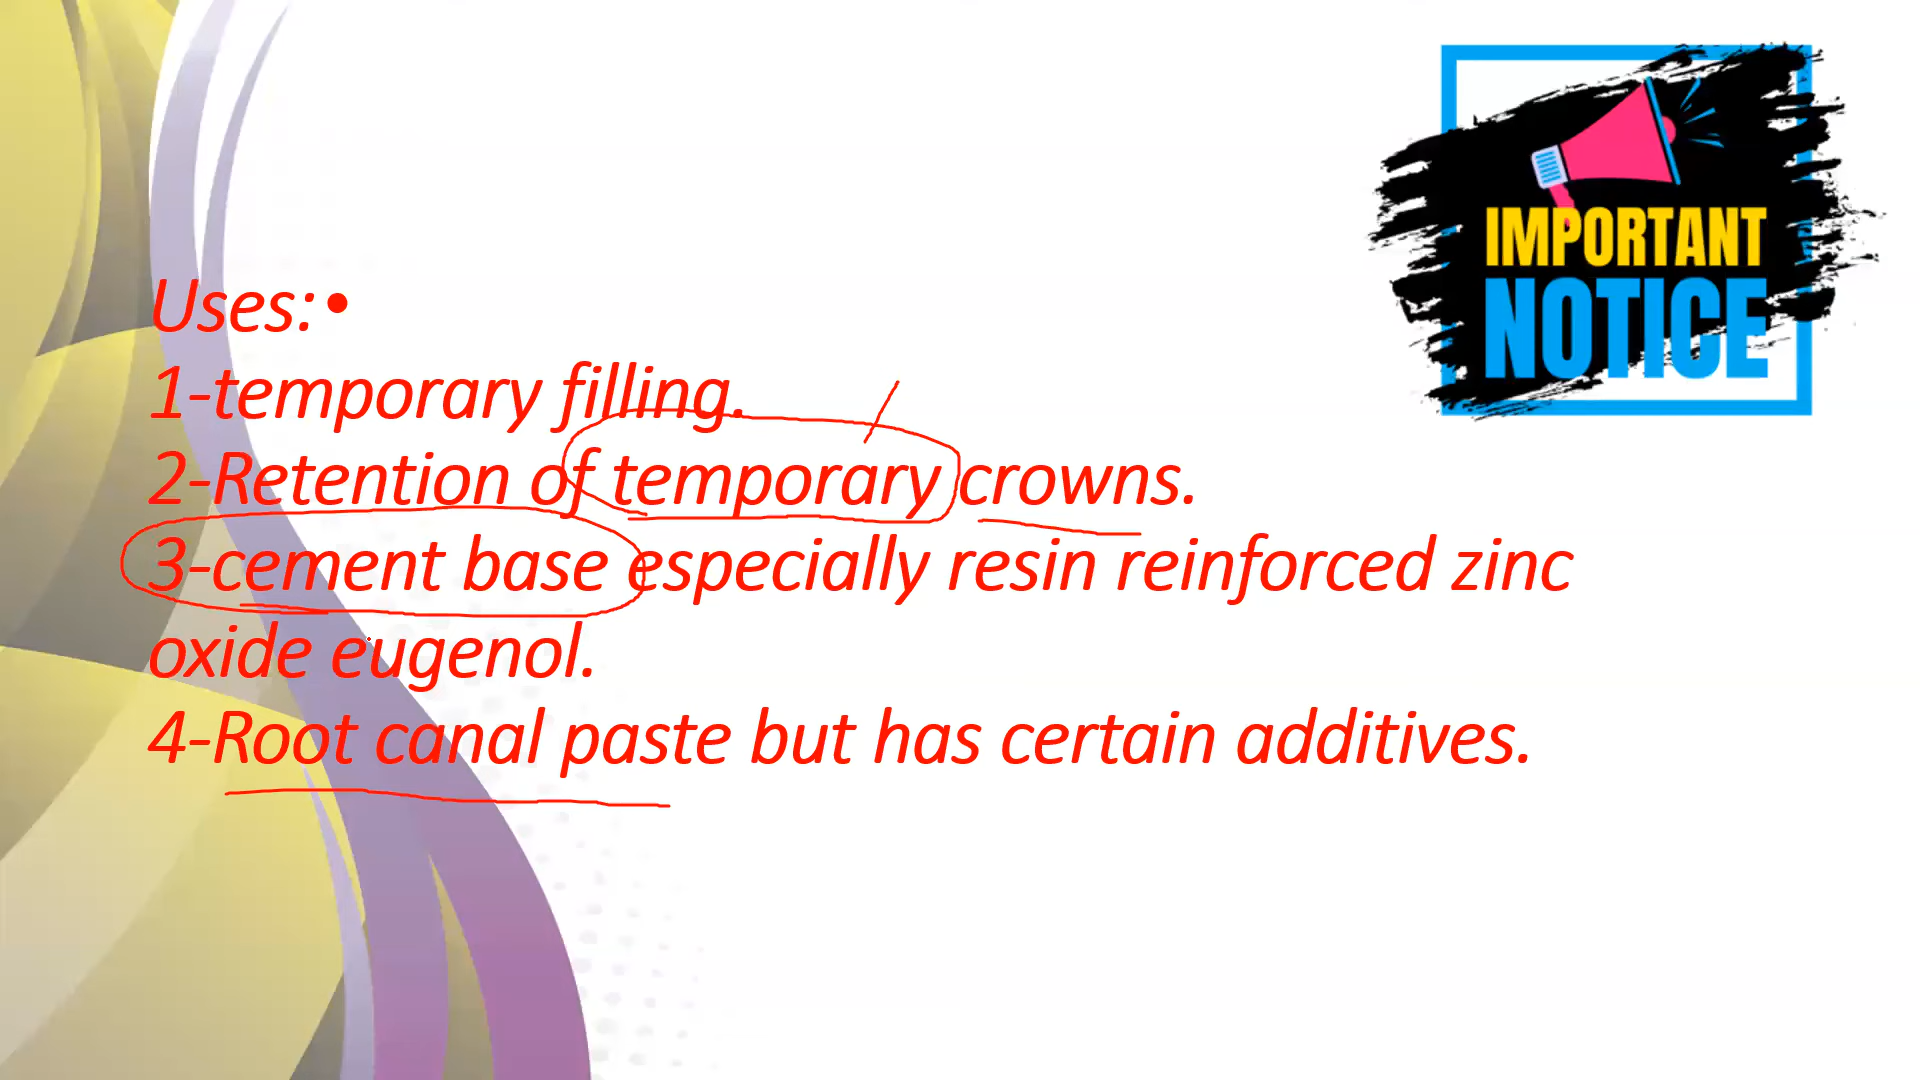 IMPORTANT
NOTICE
Uses:•
1-temporary filling.
2-Retention of temporary crowns.
3-cement base especially resin reinforced zinc
oxide eugenol.
4-Root canal paste but has certain additives.